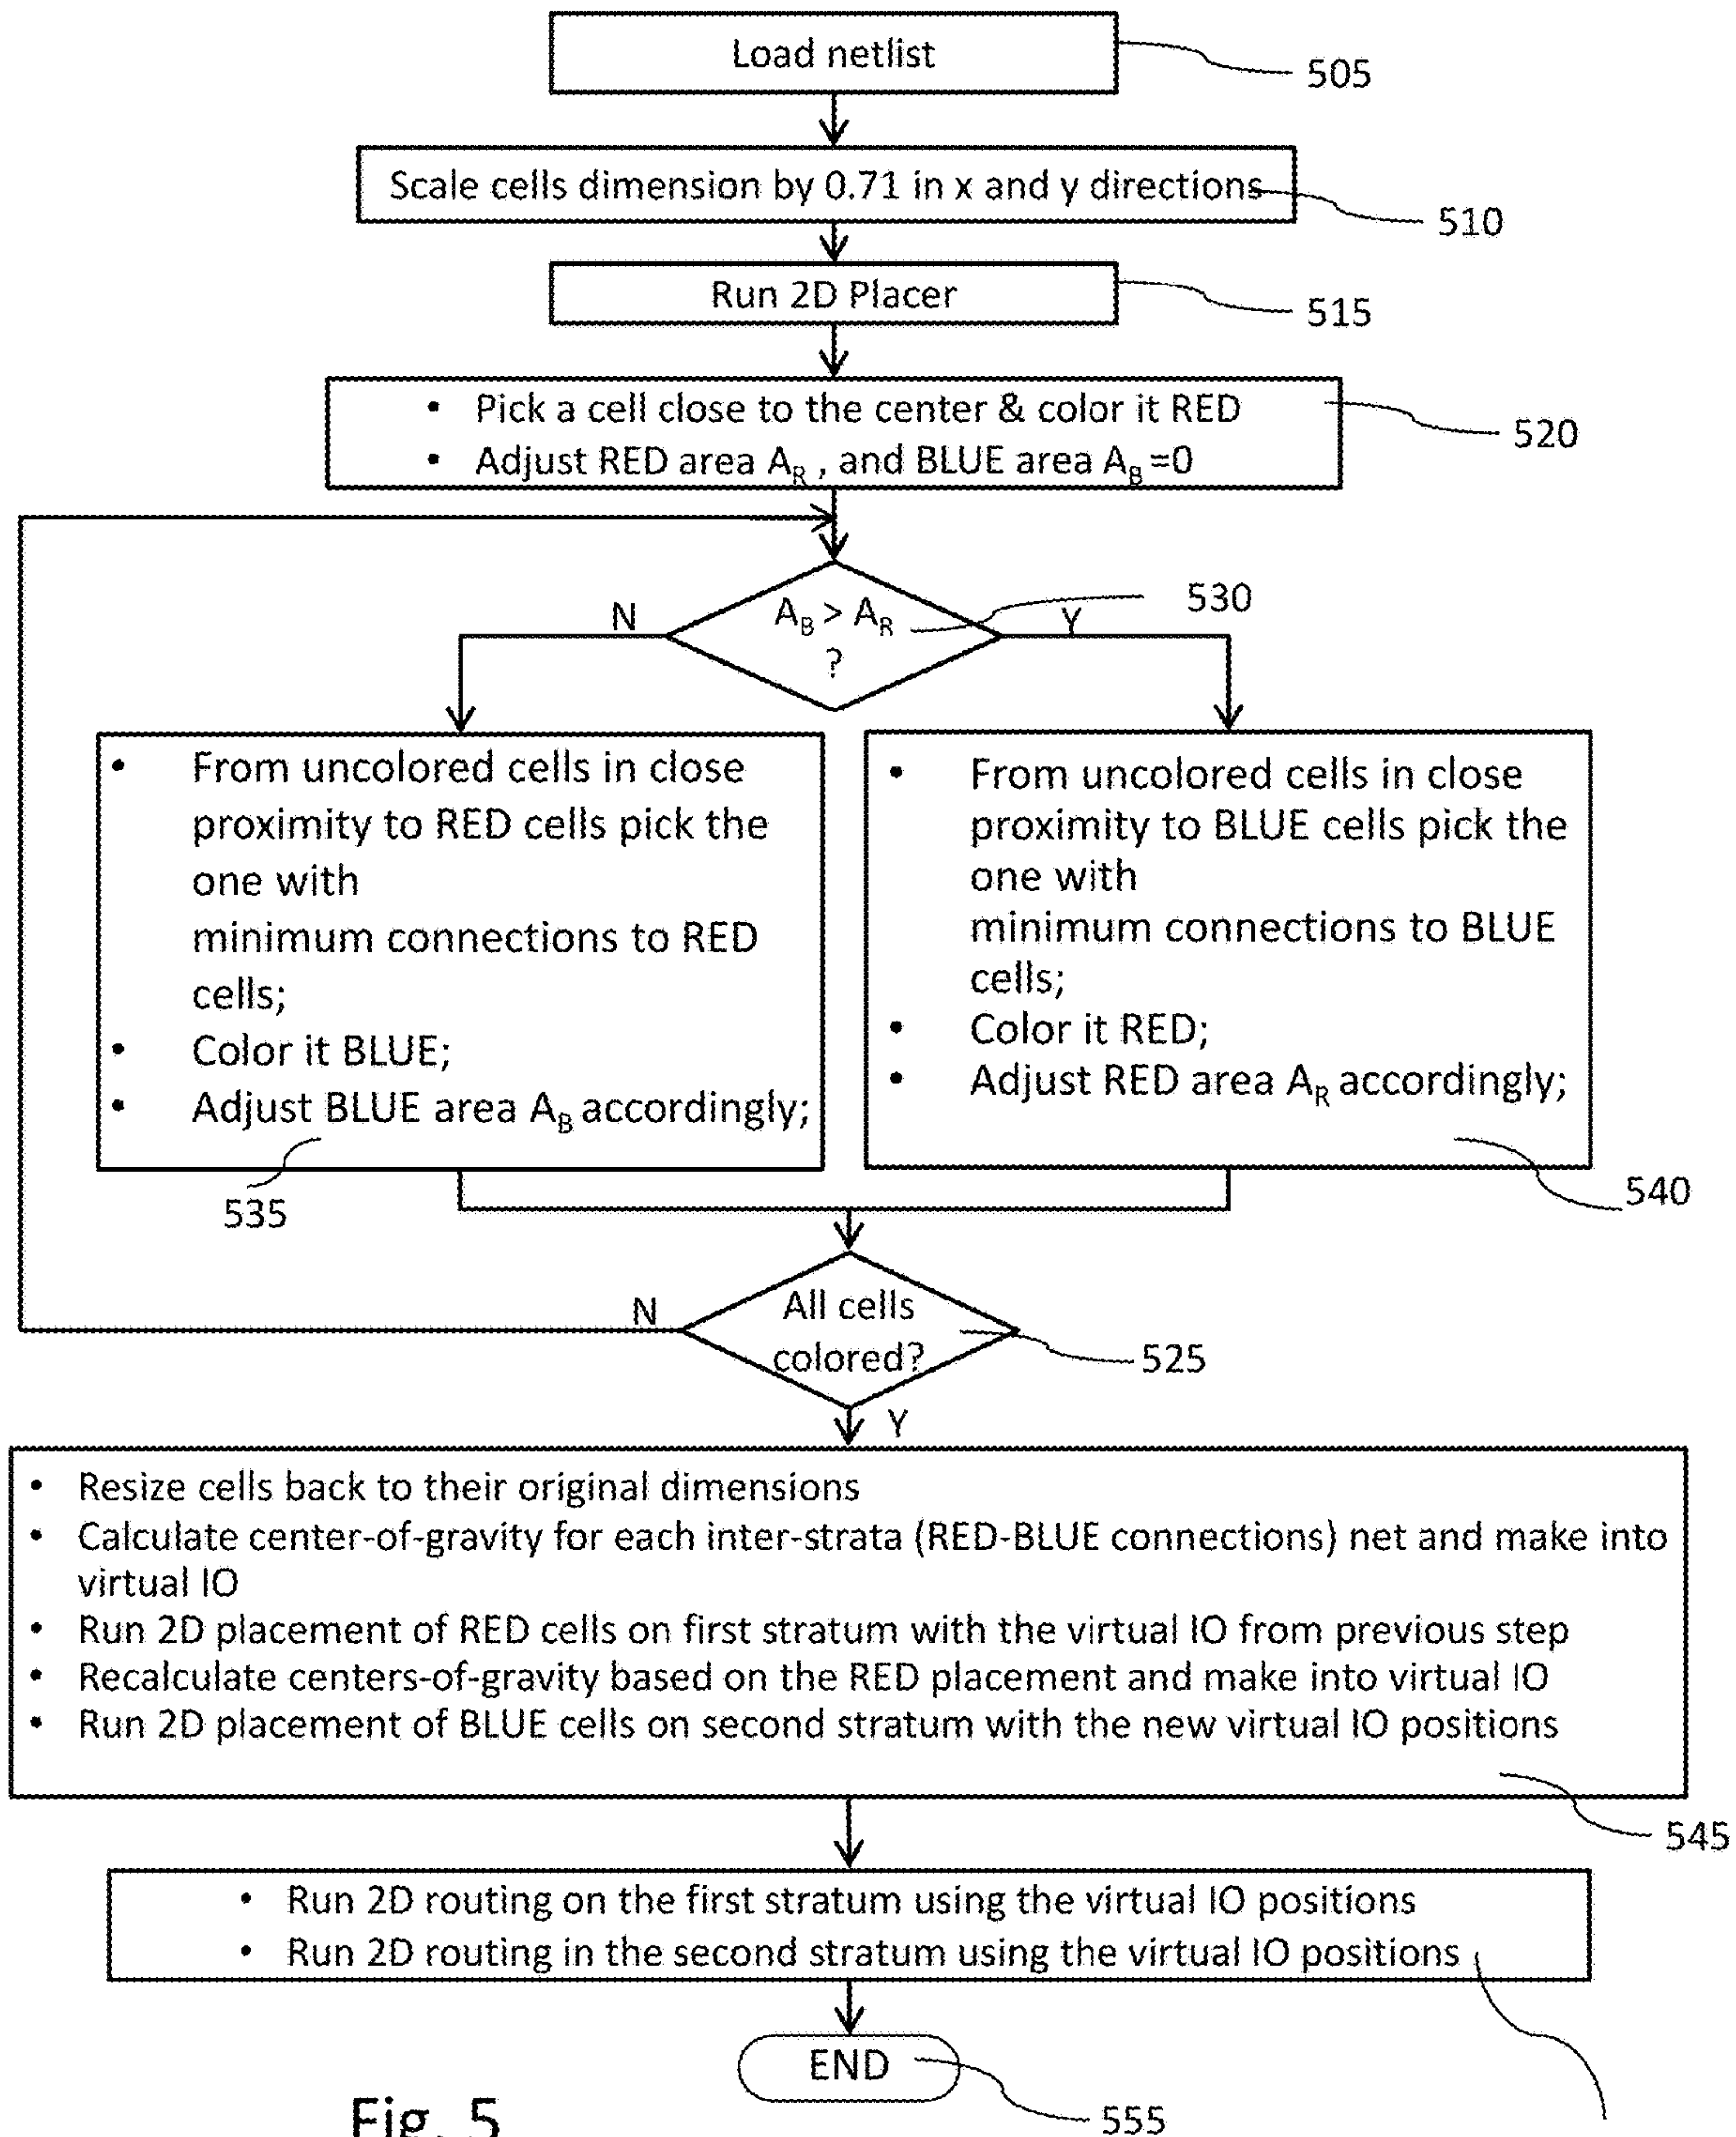 Load netlist
505
Scale cells dimension by 0.71 in x and y directions
510
Run 2D Placer
515
• Pick a cell close to the center & color it RED
• Adjust RED area A_R , and BLUE area A_B =0
520
A_B > A_R
?
530
N
Y
• From uncolored cells in close
proximity to RED cells pick the
one with
minimum connections to RED
cells;
• Color it BLUE;
• Adjust BLUE area A_B accordingly;
535
• From uncolored cells in close
proximity to BLUE cells pick the
one with
minimum connections to BLUE
cells;
• Color it RED;
• Adjust RED area A_R accordingly;
540
All cells
colored?
525
N
Y
• Resize cells back to their original dimensions
• Calculate center-of-gravity for each inter-strata (RED-BLUE connections) net and make into
virtual IO
• Run 2D placement of RED cells on first stratum with the virtual IO from previous step
• Recalculate centers-of-gravity based on the RED placement and make into virtual IO
• Run 2D placement of BLUE cells on second stratum with the new virtual IO positions
545
• Run 2D routing on the first stratum using the virtual IO positions
• Run 2D routing in the second stratum using the virtual IO positions
END
555
Fig. 5